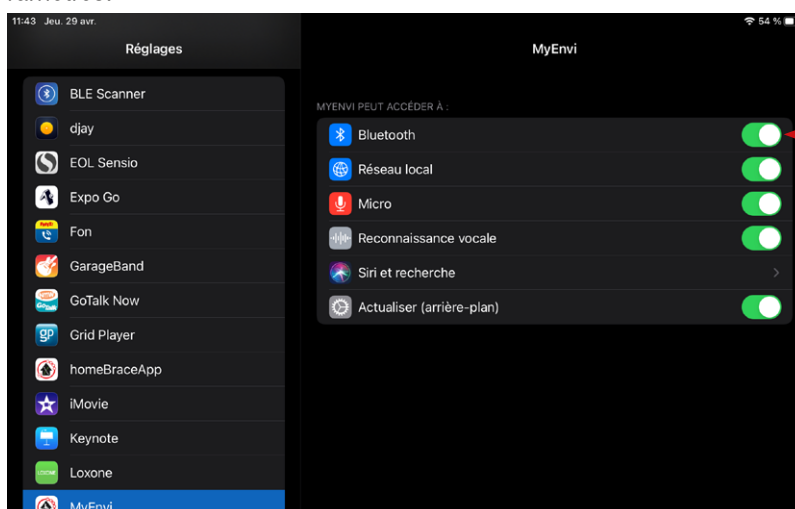 11:43 Jeu. 29 avr.
54 %
Réglages
MyEnvi
BLE Scanner
djay
EOL Sensio
Expo Go
Fon
GarageBand
GoTalk Now
Grid Player
homeBraceApp
iMovie
Keynote
Loxone
MyEnvi
MYENVI PEUT ACCÉDER À :
Bluetooth
Réseau local
Micro
Reconnaissance vocale
Siri et recherche
Actualiser (arrière-plan)